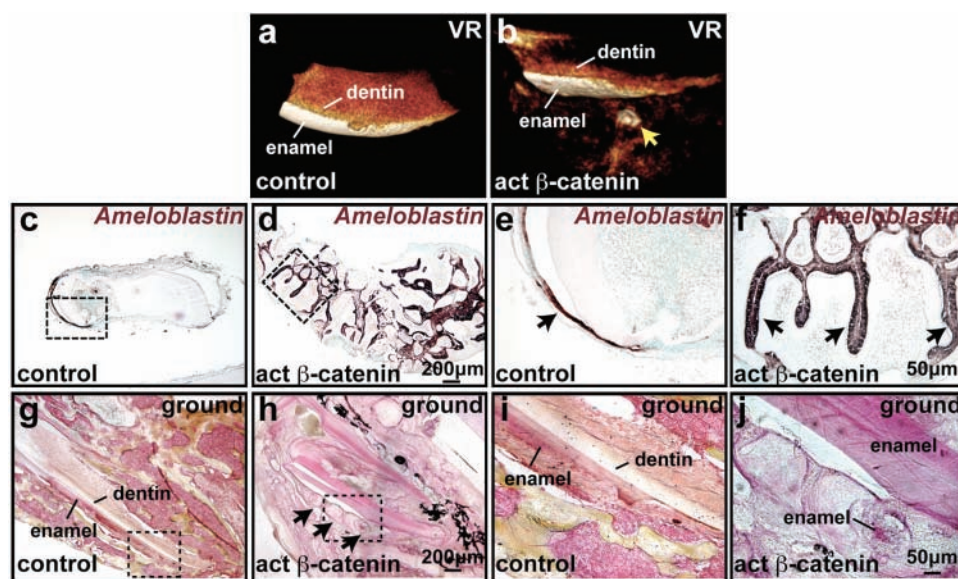 a VR
dentin
enamel
control
b VR
dentin
enamel
act β-catenin
c Ameloblastin
control
d Ameloblastin
act β-catenin 200µm
e Ameloblastin
control
f Ameloblastin
act β-catenin 50µm
g ground
dentin
enamel
control
h ground
act β-catenin 200µm
i ground
dentin
enamel
control
j ground
enamel
enamel
act β-catenin 50µm